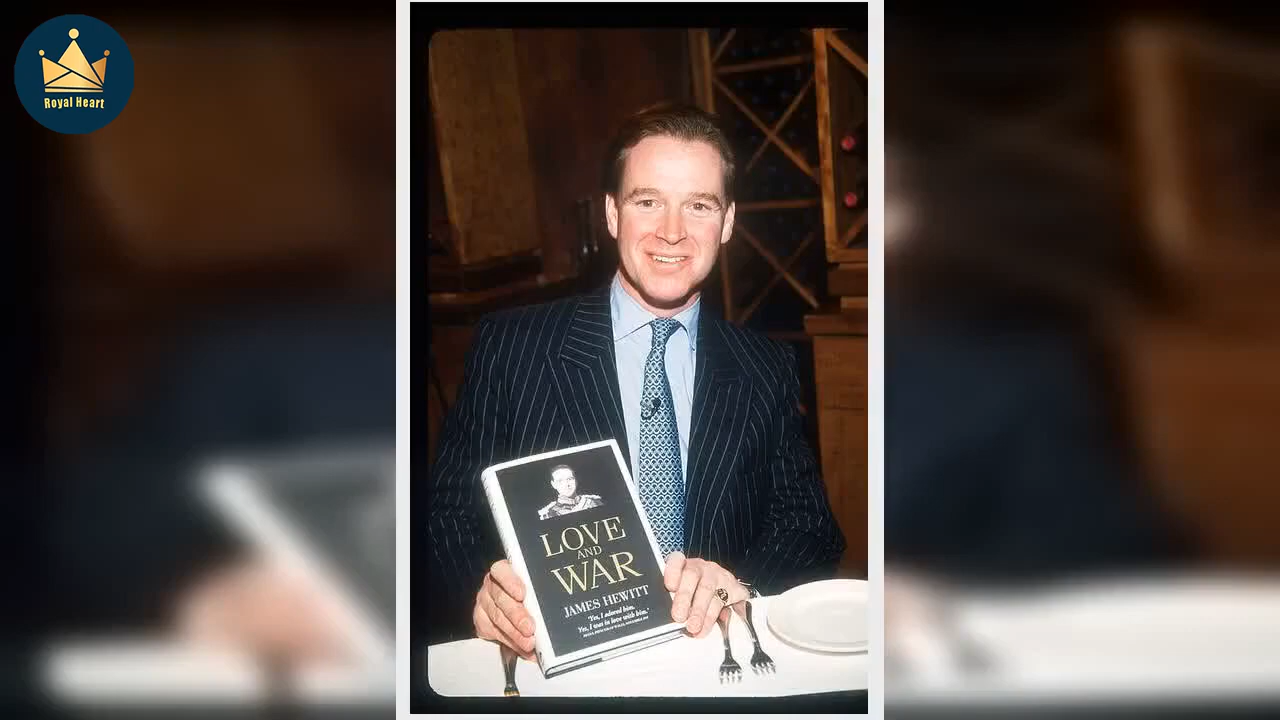 Royal Heart
LOVE
AND
WAR
JAMES HEWITT
'Yes, I adored him.
Yes, I was in love with him.'